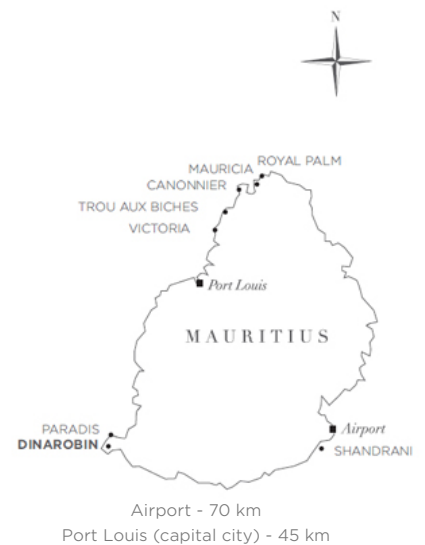 N
ROYAL PALM
MAURICIA
CANONNIER
TROU AUX BICHES
VICTORIA
Port Louis
MAURITIUS
PARADIS
DINAROBIN
Airport
SHANDRANI
Airport - 70 km
Port Louis (capital city) - 45 km